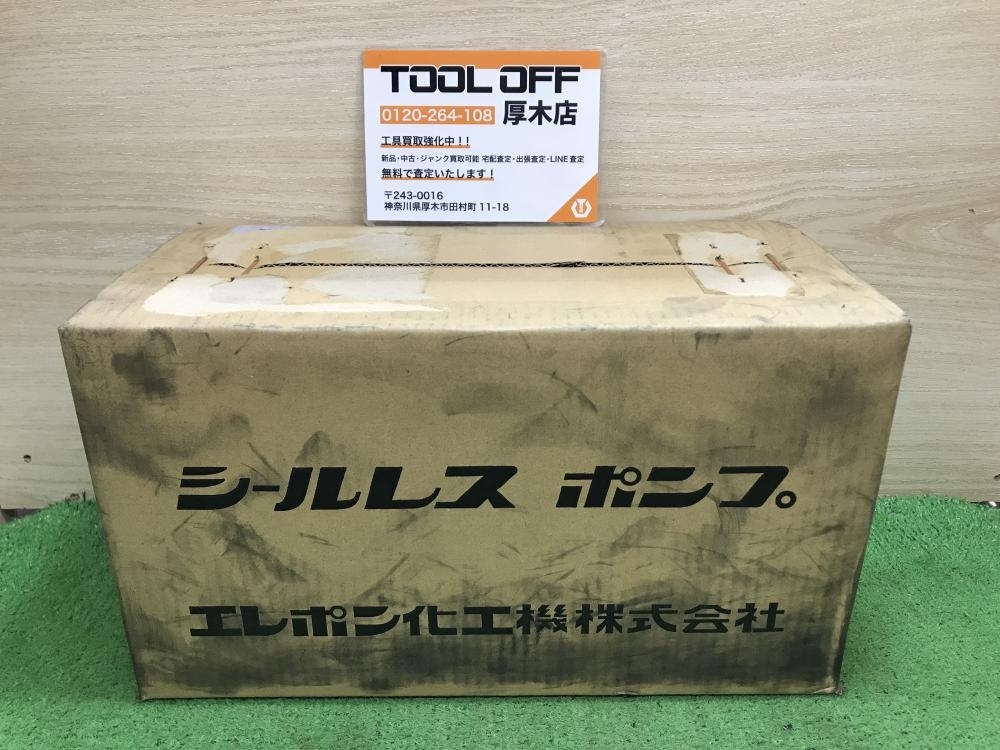 TOOL OFF
0120-264-108 厚木店
工具買取強化中！！
新品・中古・ジャンク買取可能 宅配査定・出張査定・LINE査定
無料で査定いたします！
〒243-0016
神奈川県厚木市田村町 11-18
シールレス ポンプ
エレポン化工機株式会社